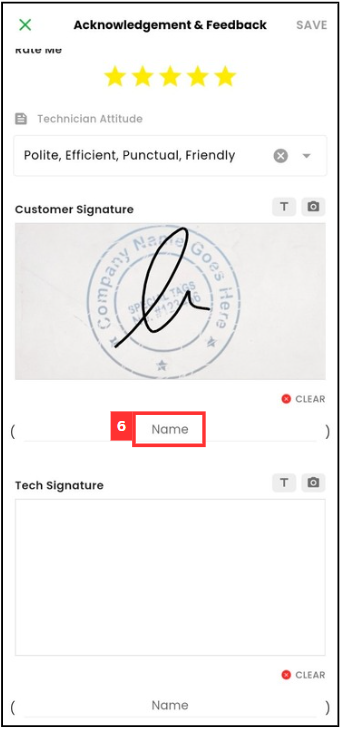 Acknowledgement & Feedback SAVE
Rate Me
Technician Attitude
Polite, Efficient, Punctual, Friendly
Customer Signature T
Company Name Goes Here
SPECIAL TAGS
CLEAR
( 6 Name )
Tech Signature T
CLEAR
( Name )